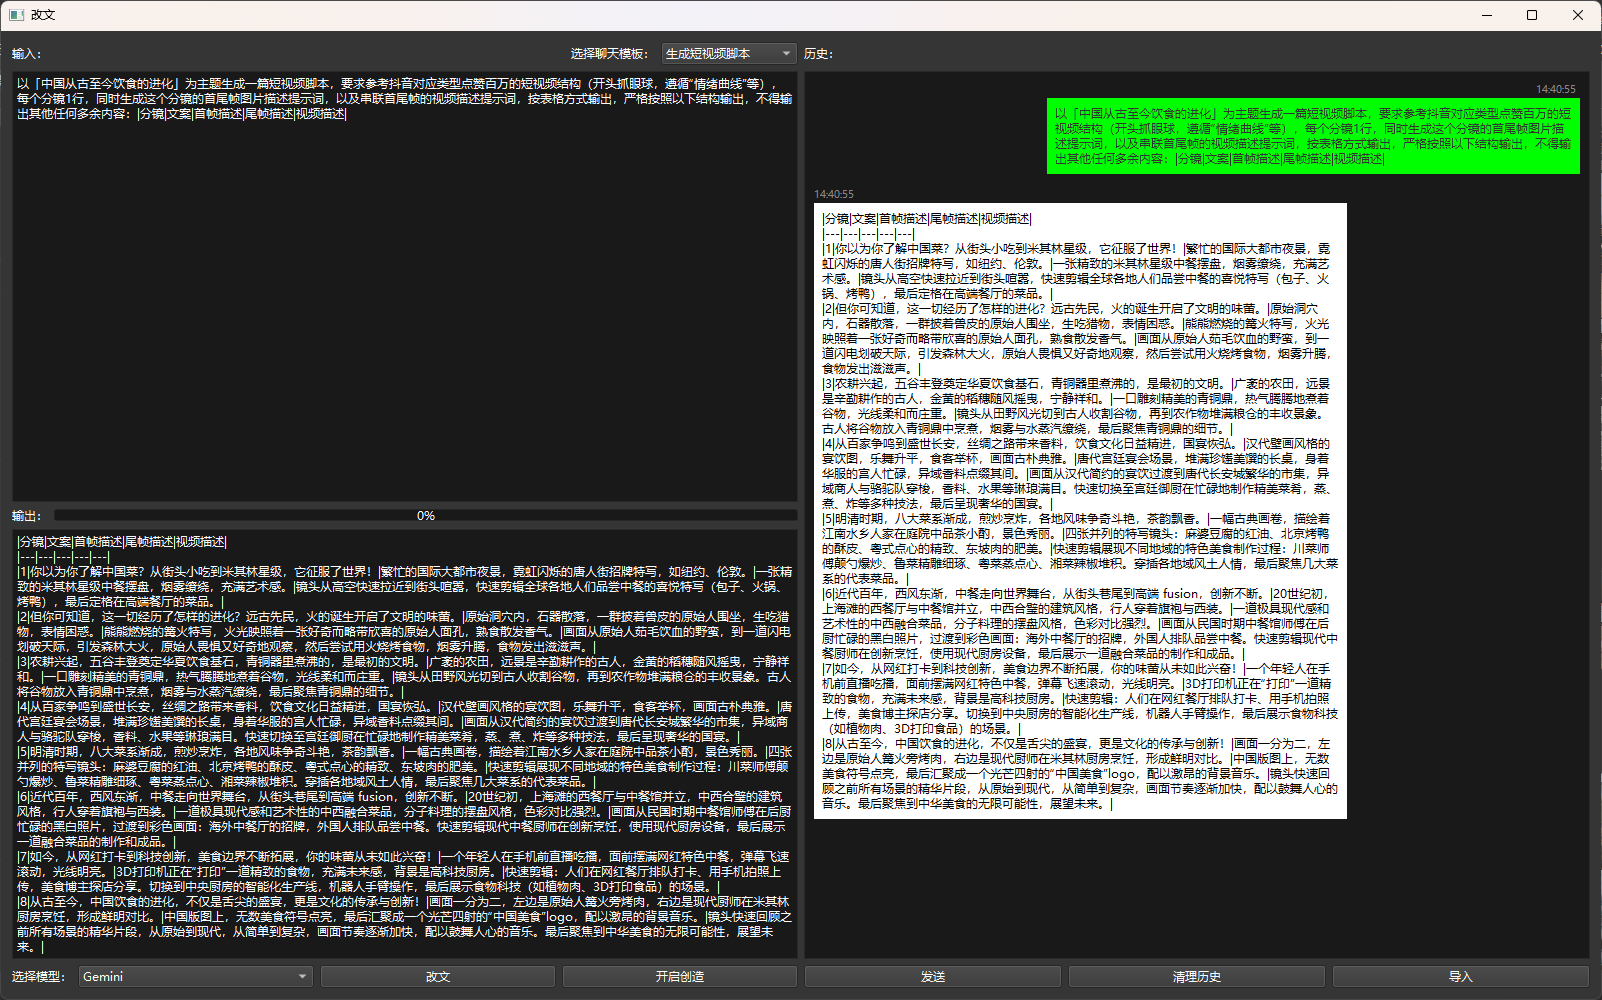 改文
输入：
选择聊天模板：
生成短视频脚本
历史：
以「中国从古至今饮食的进化」为主题生成一篇短视频脚本，要求参考抖音对应类型点赞百万的短视频结构（开头抓眼球，遵循“情绪曲线”等），
每个分镜1行，同时生成这个分镜的首尾帧图片描述提示词，以及串联首尾帧的视频描述提示词，按表格方式输出，严格按照以下结构输出，不得输
出其他任何多余内容：|分镜|文案|首帧描述|尾帧描述|视频描述|
输出：
0%
|分镜|文案|首帧描述|尾帧描述|视频描述|
|---|---|---|---|---|
|1|你以为你了解中国菜？从街头小吃到米其林星级，它征服了世界！|繁忙的国际大都市夜景，霓虹闪烁的唐人街招牌特写，如纽约、伦敦。|一张精
致的米其林星级中餐摆盘，烟雾缭绕，充满艺术感。|镜头从高空快速拉近到街头喧嚣，快速剪辑全球各地人们品尝中餐的喜悦特写（包子、火锅、
烤鸭），最后定格在高端餐厅的菜品。|
|2|但你可知道，这一切经历了怎样的进化？远古先民，火的诞生开启了文明的味蕾。|原始洞穴内，石器散落，一群披着兽皮的原始人围坐，生吃猎
物，表情困惑。|熊熊燃烧的篝火特写，火光映照着一张好奇而略带欣喜的原始人面孔，熟食散发香气。|画面从原始人茹毛饮血的野蛮，到一道闪电
划破天际，引发森林大火，原始人畏惧又好奇地观察，然后尝试用火烧烤食物，烟雾升腾，食物发出滋滋声。|
|3|农耕兴起，五谷丰登奠定华夏饮食基石，青铜器里煮沸的，是最初的文明。|广袤的农田，远景是辛勤耕作的古人，金黄的稻穗随风摇曳，宁静祥
和。|一口雕刻精美的青铜鼎，热气腾腾地煮着谷物，光线柔和而庄重。|镜头从田野风光切到古人收割谷物，再到农作物堆满粮仓的丰收景象。古人
将谷物放入青铜鼎中烹煮，烟雾与水蒸汽缭绕，最后聚焦青铜鼎的细节。|
|4|从百家争鸣到盛世长安，丝绸之路带来香料，饮食文化日益精进，国宴恢弘。|汉代壁画风格的宴饮图，乐舞升平，食客举杯，画面古朴典雅。|唐
代宫廷宴会场景，堆满珍馐美馔的长桌，身着华服的宫人忙碌，异域香料点缀其间。|画面从汉代简约的宴饮过渡到唐代长安城繁华的市集，异域商
人与骆驼队穿梭，香料、水果等琳琅满目。快速切换至宫廷御厨在忙碌地制作精美菜肴，蒸、煮、炸等多种技法，最后呈现奢华的国宴。|
|5|明清时期，八大菜系渐成，煎炒烹炸，各地风味争奇斗艳，茶韵飘香。|一幅古典画卷，描绘着江南水乡人家在庭院中品茶小酌，景色秀丽。|四张
并列的特写镜头：麻婆豆腐的红油、北京烤鸭的酥皮、粤式点心的精致、东坡肉的肥美。|快速剪辑展现不同地域的特色美食制作过程：川菜师傅颠
勺爆炒、鲁菜精雕细琢、粤菜蒸点心、湘菜辣椒堆积。穿插各地域风土人情，最后聚焦几大菜系的代表菜品。|
|6|近代百年，西风东渐，中餐走向世界舞台，从街头巷尾到高端 fusion，创新不断。|20世纪初，上海滩的西餐厅与中餐馆并立，中西合璧的建筑
风格，行人穿着旗袍与西装。|一道极具现代感和艺术性的中西融合菜品，分子料理的摆盘风格，色彩对比强烈。|画面从民国时期中餐馆师傅在后厨
忙碌的黑白照片，过渡到彩色画面：海外中餐厅的招牌，外国人排队品尝中餐。快速剪辑现代中餐厨师在创新烹饪，使用现代厨房设备，最后展示
一道融合菜品的制作和成品。|
|7|如今，从网红打卡到科技创新，美食边界不断拓展，你的味蕾从未如此兴奋！|一个年轻人在手机前直播吃播，面前摆满网红特色中餐，弹幕飞速
滚动，光线明亮。|3D打印机正在“打印”一道精致的食物，充满未来感，背景是高科技厨房。|快速剪辑：人们在网红餐厅排队打卡、用手机拍照上
传，美食博主探店分享。切换到中央厨房的智能化生产线，机器人手臂操作，最后展示食物科技（如植物肉、3D打印食品）的场景。|
|8|从古至今，中国饮食的进化，不仅是舌尖的盛宴，更是文化的传承与创新！|画面一分为二，左边是原始人篝火旁烤肉，右边是现代厨师在米其林
厨房烹饪，形成鲜明对比。|中国版图上，无数美食符号点亮，最后汇聚成一个光芒四射的“中国美食”logo，配以激昂的背景音乐。|镜头快速回顾之
前所有场景的精华片段，从原始到现代，从简单到复杂，画面节奏逐渐加快，配以鼓舞人心的音乐。最后聚焦到中华美食的无限可能性，展望未
来。|
选择模型：
Gemini
改文
开启创造
14:40:55
以「中国从古至今饮食的进化」为主题生成一篇短视频脚本，要求参考抖音对应类型点赞百万的短
视频结构（开头抓眼球，遵循“情绪曲线”等），每个分镜1行，同时生成这个分镜的首尾帧图片描
述提示词，以及串联首尾帧的视频描述提示词，按表格方式输出，严格按照以下结构输出，不得输
出其他任何多余内容：|分镜|文案|首帧描述|尾帧描述|视频描述|
14:40:55
|分镜|文案|首帧描述|尾帧描述|视频描述|
|---|---|---|---|---|
|1|你以为你了解中国菜？从街头小吃到米其林星级，它征服了世界！|繁忙的国际大都市夜景，霓
虹闪烁的唐人街招牌特写，如纽约、伦敦。|一张精致的米其林星级中餐摆盘，烟雾缭绕，充满艺
术感。|镜头从高空快速拉近到街头喧嚣，快速剪辑全球各地人们品尝中餐的喜悦特写（包子、火
锅、烤鸭），最后定格在高端餐厅的菜品。|
|2|但你可知道，这一切经历了怎样的进化？远古先民，火的诞生开启了文明的味蕾。|原始洞穴
内，石器散落，一群披着兽皮的原始人围坐，生吃猎物，表情困惑。|熊熊燃烧的篝火特写，火光
映照着一张好奇而略带欣喜的原始人面孔，熟食散发香气。|画面从原始人茹毛饮血的野蛮，到一
道闪电划破天际，引发森林大火，原始人畏惧又好奇地观察，然后尝试用火烧烤食物，烟雾升腾，
食物发出滋滋声。|
|3|农耕兴起，五谷丰登奠定华夏饮食基石，青铜器里煮沸的，是最初的文明。|广袤的农田，远景
是辛勤耕作的古人，金黄的稻穗随风摇曳，宁静祥和。|一口雕刻精美的青铜鼎，热气腾腾地煮着
谷物，光线柔和而庄重。|镜头从田野风光切到古人收割谷物，再到农作物堆满粮仓的丰收景象。
古人将谷物放入青铜鼎中烹煮，烟雾与水蒸汽缭绕，最后聚焦青铜鼎的细节。|
|4|从百家争鸣到盛世长安，丝绸之路带来香料，饮食文化日益精进，国宴恢弘。|汉代壁画风格的
宴饮图，乐舞升平，食客举杯，画面古朴典雅。|唐代宫廷宴会场景，堆满珍馐美馔的长桌，身着
华服的宫人忙碌，异域香料点缀其间。|画面从汉代简约的宴饮过渡到唐代长安城繁华的市集，异
域商人与骆驼队穿梭，香料、水果等琳琅满目。快速切换至宫廷御厨在忙碌地制作精美菜肴，蒸、
煮、炸等多种技法，最后呈现奢华的国宴。|
|5|明清时期，八大菜系渐成，煎炒烹炸，各地风味争奇斗艳，茶韵飘香。|一幅古典画卷，描绘着
江南水乡人家在庭院中品茶小酌，景色秀丽。|四张并列的特写镜头：麻婆豆腐的红油、北京烤鸭
的酥皮、粤式点心的精致、东坡肉的肥美。|快速剪辑展现不同地域的特色美食制作过程：川菜师
傅颠勺爆炒、鲁菜精雕细琢、粤菜蒸点心、湘菜辣椒堆积。穿插各地域风土人情，最后聚焦几大菜
系的代表菜品。|
|6|近代百年，西风东渐，中餐走向世界舞台，从街头巷尾到高端 fusion，创新不断。|20世纪初，
上海滩的西餐厅与中餐馆并立，中西合璧的建筑风格，行人穿着旗袍与西装。|一道极具现代感和
艺术性的中西融合菜品，分子料理的摆盘风格，色彩对比强烈。|画面从民国时期中餐馆师傅在后
厨忙碌的黑白照片，过渡到彩色画面：海外中餐厅的招牌，外国人排队品尝中餐。快速剪辑现代中
餐厨师在创新烹饪，使用现代厨房设备，最后展示一道融合菜品的制作和成品。|
|7|如今，从网红打卡到科技创新，美食边界不断拓展，你的味蕾从未如此兴奋！|一个年轻人在手
机前直播吃播，面前摆满网红特色中餐，弹幕飞速滚动，光线明亮。|3D打印机正在“打印”一道精
致的食物，充满未来感，背景是高科技厨房。|快速剪辑：人们在网红餐厅排队打卡、用手机拍照
上传，美食博主探店分享。切换到中央厨房的智能化生产线，机器人手臂操作，最后展示食物科技
（如植物肉、3D打印食品）的场景。|
|8|从古至今，中国饮食的进化，不仅是舌尖的盛宴，更是文化的传承与创新！|画面一分为二，左
边是原始人篝火旁烤肉，右边是现代厨师在米其林厨房烹饪，形成鲜明对比。|中国版图上，无数
美食符号点亮，最后汇聚成一个光芒四射的“中国美食”logo，配以激昂的背景音乐。|镜头快速回
顾之前所有场景的精华片段，从原始到现代，从简单到复杂，画面节奏逐渐加快，配以鼓舞人心的
音乐。最后聚焦到中华美食的无限可能性，展望未来。|
发送
清理历史
导入